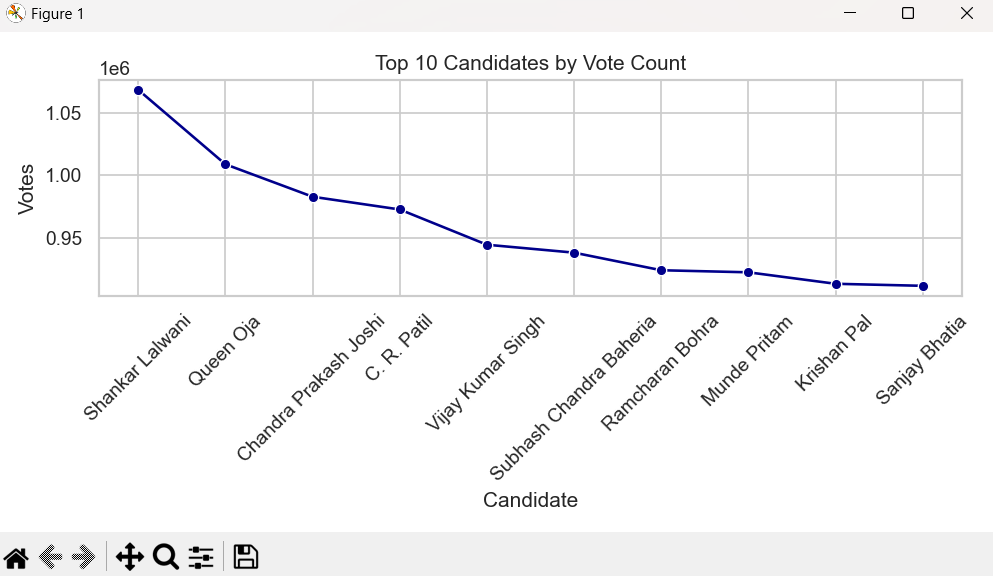 Figure 1
Top 10 Candidates by Vote Count
1e6
1.05
1.00
0.95
Votes
Shankar Lalwani
Queen Oja
Chandra Prakash Joshi
C. R. Patil
Vijay Kumar Singh
Subhash Chandra Baheria
Ramcharan Bohra
Munde Pritam
Krishan Pal
Sanjay Bhatia
Candidate